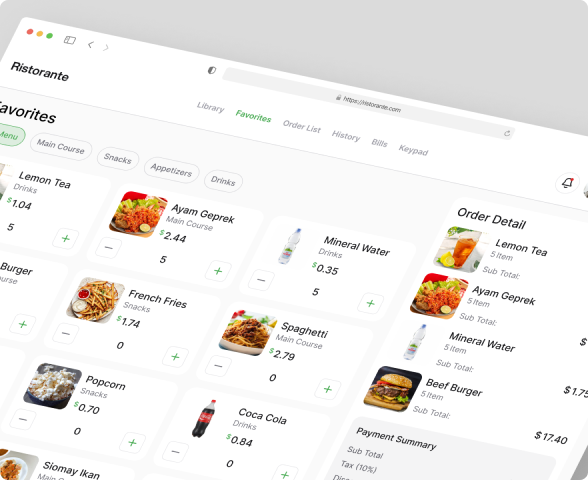 https://ristorante.com
Ristorante
Library
Favorites
Order List
History
Bills
Keypad
Favorites
Menu
Main Course
Snacks
Appetizers
Drinks
Lemon Tea
Drinks
$1.04
5
Ayam Geprek
Main Course
$2.44
5
Mineral Water
Drinks
$0.35
5
Burger
French Fries
Snacks
$1.74
0
Spaghetti
Main Course
$2.79
0
Popcorn
Snacks
$0.70
0
Coca Cola
Drinks
$0.84
0
Siomay Ikan
Order Detail
Lemon Tea
5 Item
Sub Total:
Ayam Geprek
5 Item
Sub Total:
$
Mineral Water
5 Item
Sub Total:
$1.75
Beef Burger
5 Item
Sub Total:
$17.40
Payment Summary
Sub Total
Tax (10%)